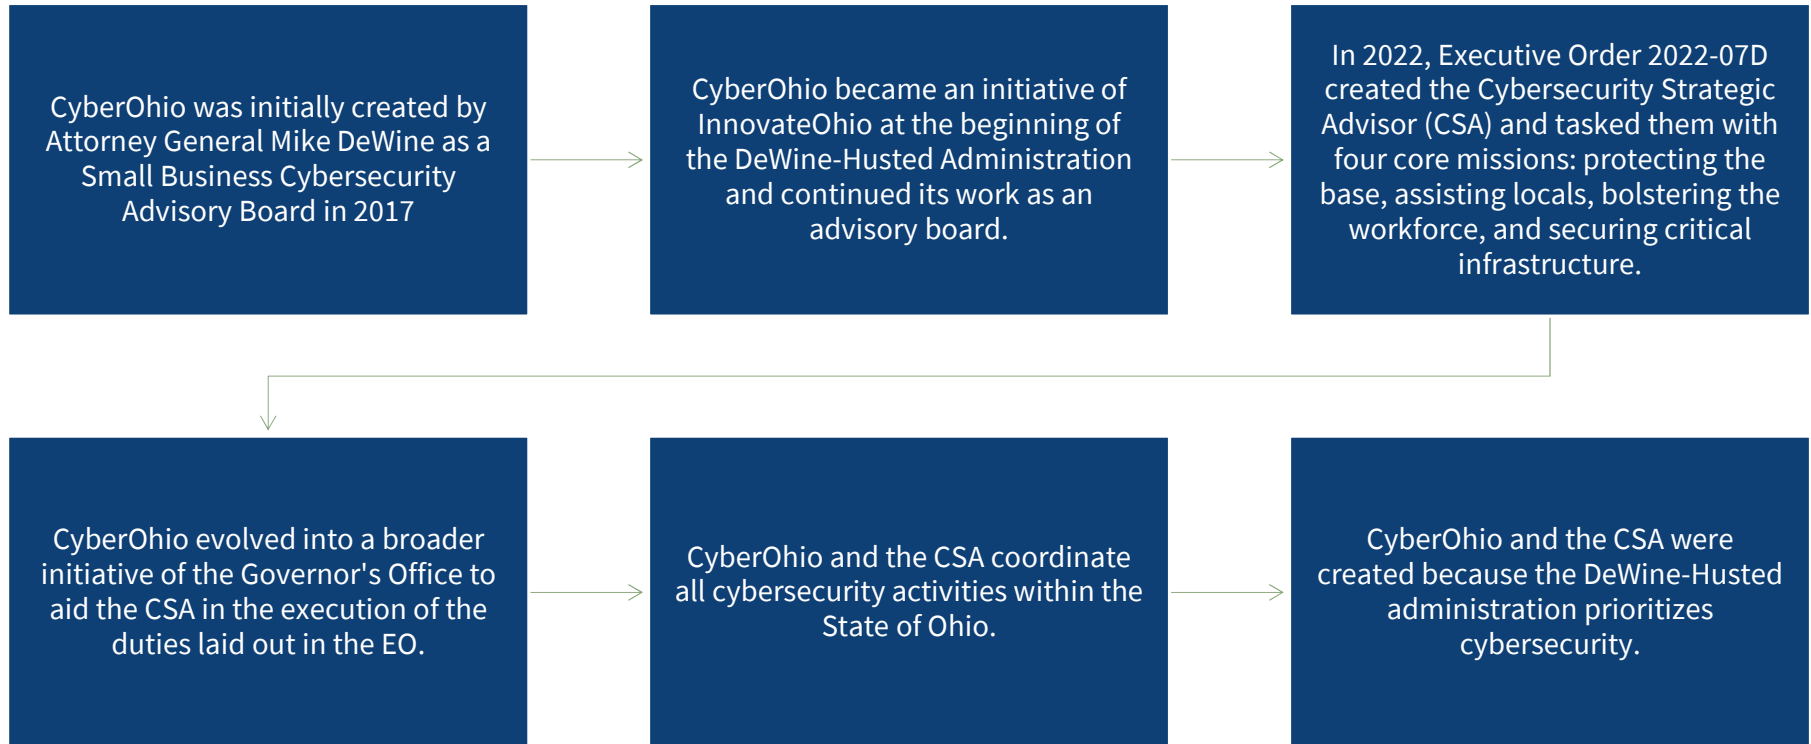 CyberOhio was initially created by
Attorney General Mike DeWine as a
Small Business Cybersecurity
Advisory Board in 2017
CyberOhio became an initiative of
InnovateOhio at the beginning of
the DeWine-Husted Administration
and continued its work as an
advisory board.
In 2022, Executive Order 2022-07D
created the Cybersecurity Strategic
Advisor (CSA) and tasked them with
four core missions: protecting the
base, assisting locals, bolstering the
workforce, and securing critical
infrastructure.
CyberOhio evolved into a broader
initiative of the Governor's Office to
aid the CSA in the execution of the
duties laid out in the EO.
CyberOhio and the CSA coordinate
all cybersecurity activities within the
State of Ohio.
CyberOhio and the CSA were
created because the DeWine-Husted
administration prioritizes
cybersecurity.